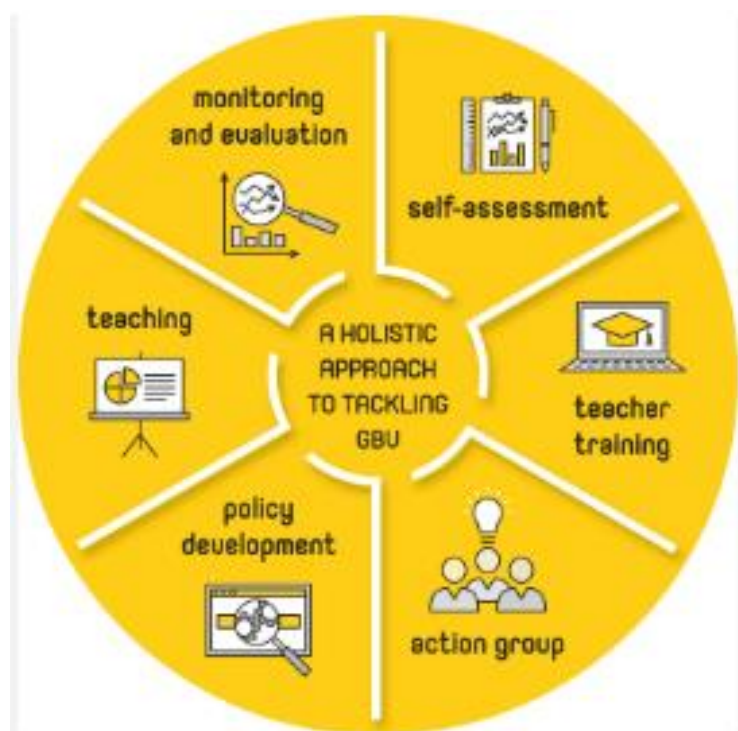 monitoring
and evaluation
self-assessment
teaching
A HOLISTIC
APPROACH
TO TACKLING
GBV
teacher
training
policy
development
action group